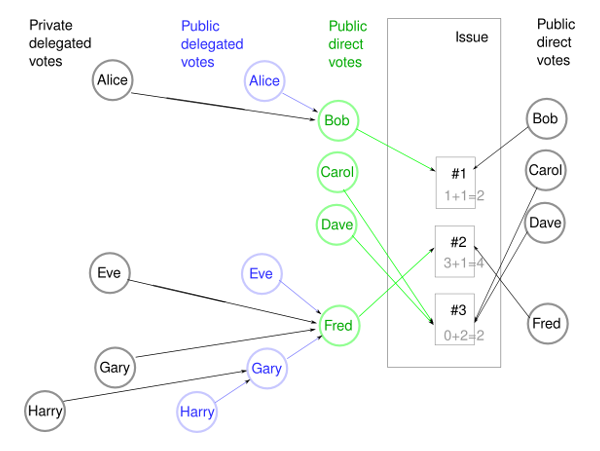 Private
delegated
votes
Public
delegated
votes
Public
direct
votes
Issue
Public
direct
votes
Alice
Alice
Bob
Bob
Carol
#1
Carol
1+1=2
Dave
Dave
#2
3+1=4
Eve
Eve
#3
Fred
Fred
0+2=2
Gary
Gary
Harry
Harry